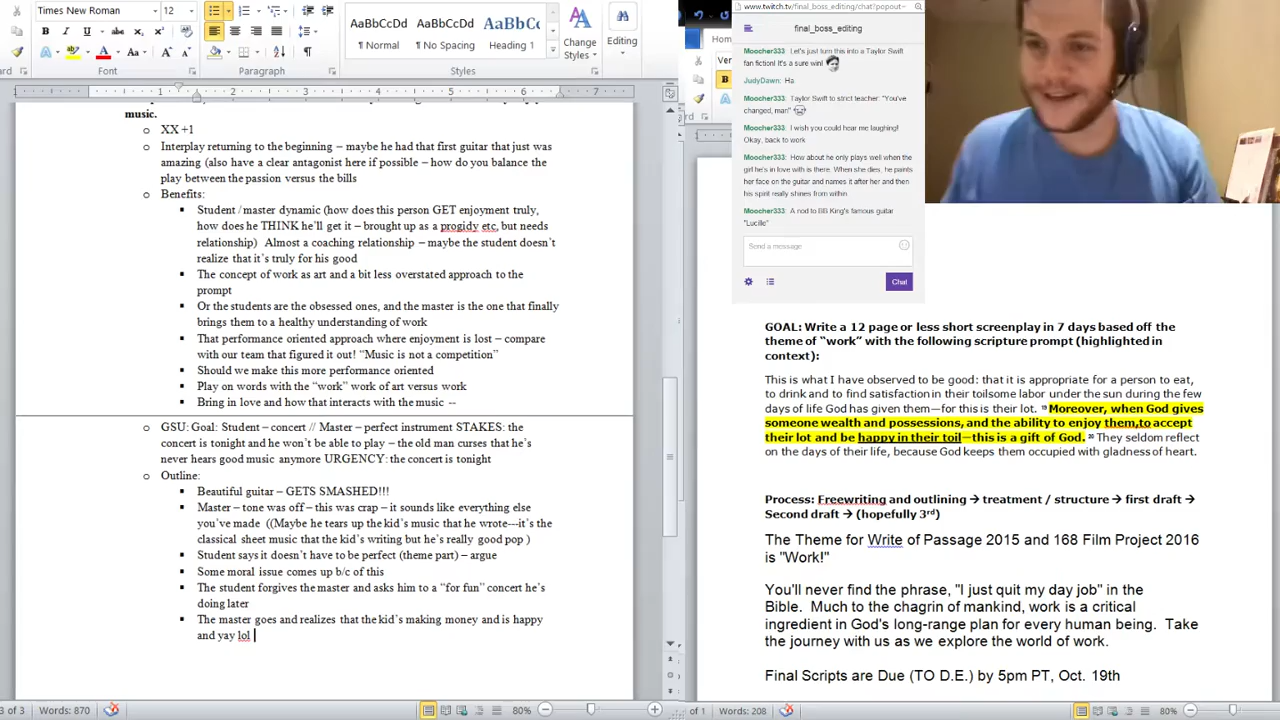 Times New Roman
12
Aa
abc
Font
Paragraph
AaBbCcDd
AaBbCcDd
AaBbCc
¶ Normal
¶ No Spacing
Heading 1
Styles
Change
Styles
Editing
music.
o XX +1
o Interplay returning to the beginning – maybe he had that first guitar that just was
amazing (also have a clear antagonist here if possible – how do you balance the
play between the passion versus the bills
o Benefits:
▪ Student / master dynamic (how does this person GET enjoyment truly,
how does he THINK he'll get it – brought up as a progidy etc, but needs
relationship) Almost a coaching relationship – maybe the student doesn't
realize that it's truly for his good
▪ The concept of work as art and a bit less overstated approach to the
prompt
▪ Or the students are the obsessed ones, and the master is the one that finally
brings them to a healthy understanding of work
▪ That performance oriented approach where enjoyment is lost – compare
with our team that figured it out! "Music is not a competition"
▪ Should we make this more performance oriented
▪ Play on words with the "work" work of art versus work
▪ Bring in love and how that interacts with the music --
o GSU: Goal: Student – concert // Master – perfect instrument STAKES: the
concert is tonight and he won't be able to play – the old man curses that he's
never hears good music anymore URGENCY: the concert is tonight
o Outline:
▪ Beautiful guitar – GETS SMASHED!!!
▪ Master – tone was off – this was crap – it sounds like everything else
you've made ((Maybe he tears up the kid's music that he wrote---it's the
classical sheet music that the kid's writing but he's really good pop )
▪ Student says it doesn't have to be perfect (theme part) – argue
▪ Some moral issue comes up b/c of this
▪ The student forgives the master and asks him to a "for fun" concert he's
doing later
▪ The master goes and realizes that the kid's making money and is happy
and yay lol
3 of 3
Words: 870
80%
www.twitch.tv/final_boss_editing/chat?popout=
final_boss_editing
Moocher333: Let's just turn this into a Taylor Swift
fan fiction! It's a sure win!
JudyDawn: Ha
Moocher333: Taylor Swift to strict teacher: "You've
changed, man"
Moocher333: I wish you could hear me laughing!
Okay, back to work
Moocher333: How about he only plays well when the
girl he's in love with is there. When she dies, he paints
her face on the guitar and names it after her and then
his spirit really shines from within
Moocher333: A nod to BB King's famous guitar
"Lucille"
Send a message
Chat
GOAL: Write a 12 page or less short screenplay in 7 days based off the
theme of "work" with the following scripture prompt (highlighted in
context):
This is what I have observed to be good: that it is appropriate for a person to eat,
to drink and to find satisfaction in their toilsome labor under the sun during the few
days of life God has given them—for this is their lot. 19 Moreover, when God gives
someone wealth and possessions, and the ability to enjoy them,to accept
their lot and be happy in their toil—this is a gift of God. 20 They seldom reflect
on the days of their life, because God keeps them occupied with gladness of heart.
Process: Freewriting and outlining → treatment / structure → first draft →
Second draft → (hopefully 3rd)
The Theme for Write of Passage 2015 and 168 Film Project 2016
is "Work!"
You'll never find the phrase, "I just quit my day job" in the
Bible. Much to the chagrin of mankind, work is a critical
ingredient in God's long-range plan for every human being. Take
the journey with us as we explore the world of work.
Final Scripts are Due (TO D.E.) by 5pm PT, Oct. 19th
of 1
Words: 208
80%